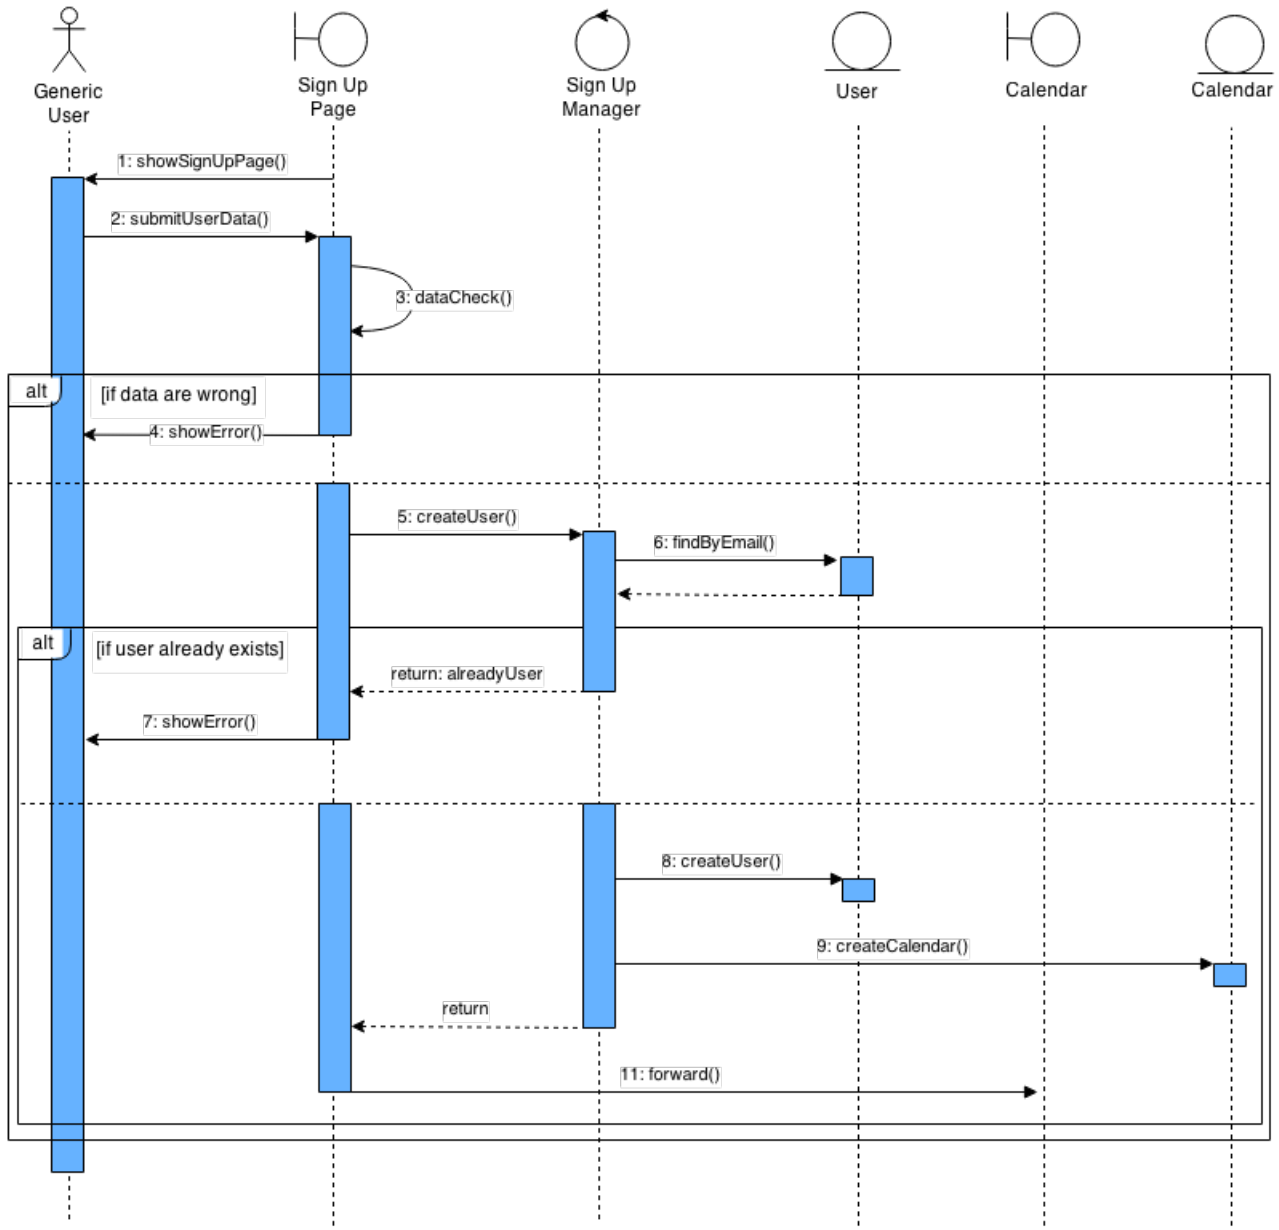 Generic
User
Sign Up
Page
Sign Up
Manager
User
Calendar
Calendar
1: showSignUpPage()
2: submitUserData()
3: dataCheck()
alt
[if data are wrong]
4: showError()
5: createUser()
6: findByEmail()
alt
[if user already exists]
return: alreadyUser
7: showError()
8: createUser()
9: createCalendar()
return
11: forward()